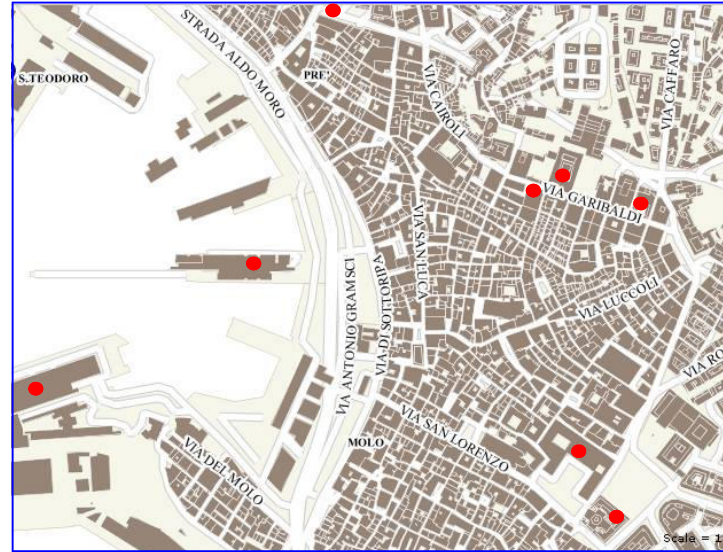 STRADA ALDO MORO
S.TEODORO
PRE'
VIA CAIROLI
VIA CAFFARO
VIA GARIBALDI
VIA SAN LUCA
VIA DI SOTTORIPA
VIA ANTONIO GRAMSCI
VIA LUCCOLI
VIA RO
VIA SAN LORENZO
MOLO
VIA DEL MOLO
Scale = 1